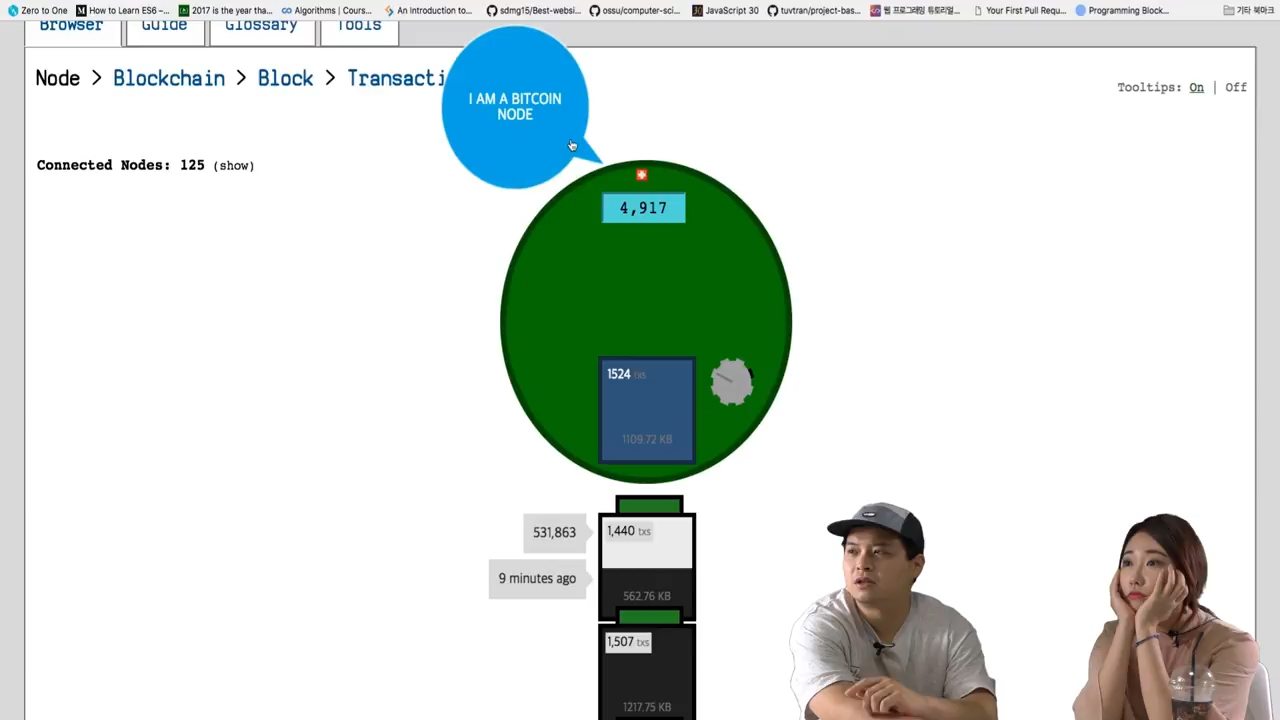 Zero to One
How to Learn ES6 –...
2017 is the year tha...
Algorithms | Cours...
An Introduction to...
sdmg15/Best-websi...
ossu/computer-sci...
JavaScript 30
tuvtran/project-bas...
웹 프로그래밍 튜토리얼...
Your First Pull Requ...
Programming Block...
기타 북마크
Browser
Guide
Glossary
Tools
Node > Blockchain > Block > Transacti
Tooltips: On | Off
I AM A BITCOIN
NODE
Connected Nodes: 125 (show)
4,917
1524 txs
1109.72 KB
531,863
1,440 txs
9 minutes ago
562.76 KB
1,507 txs
1217.75 KB